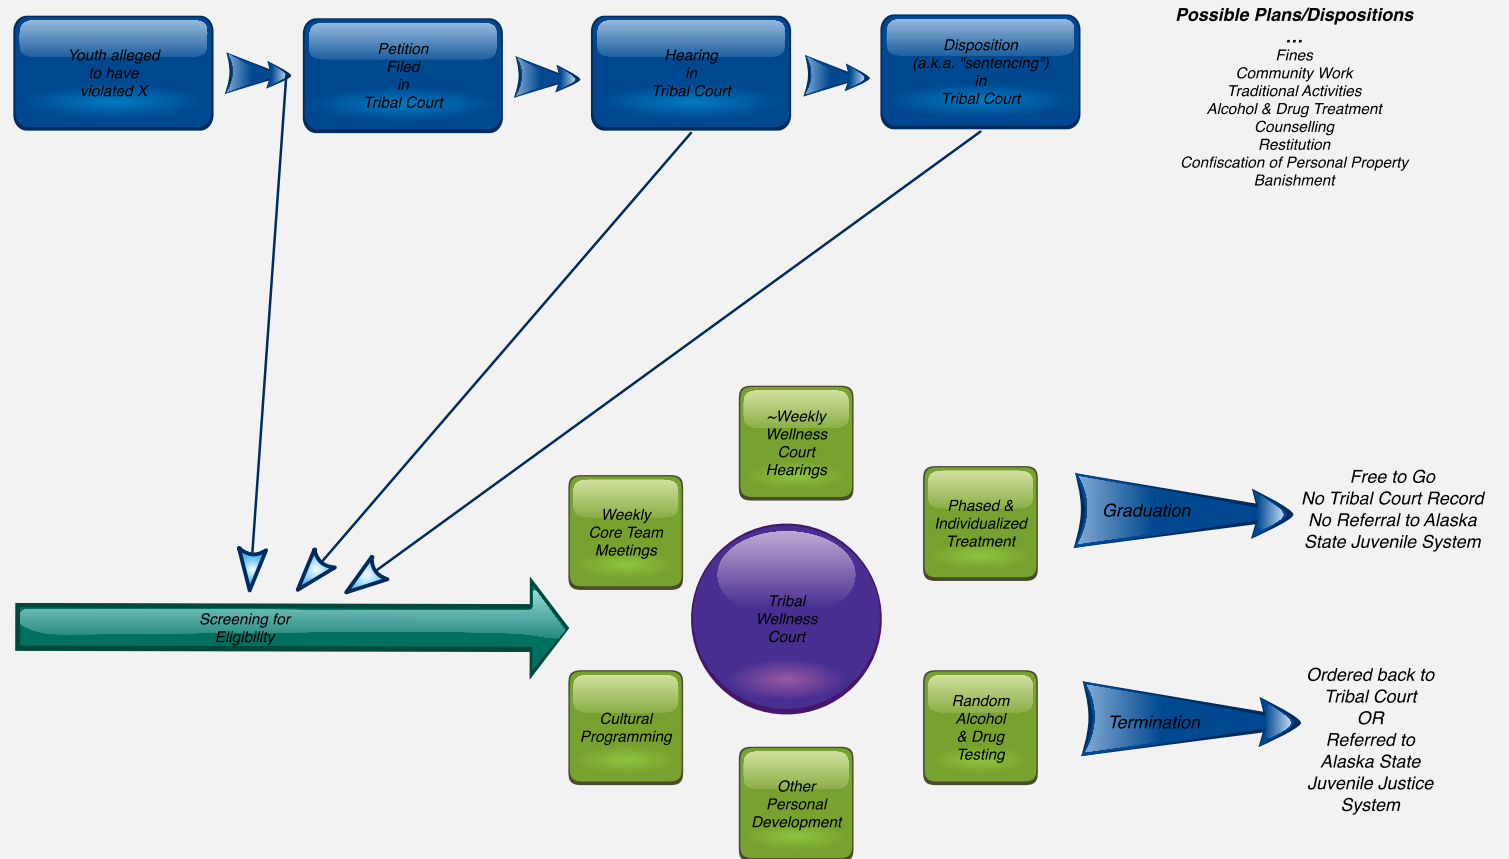 Youth alleged
to have
violated X
Petition
Filed
in
Tribal Court
Hearing
in
Tribal Court
Disposition
(a.k.a. "sentencing")
in
Tribal Court
Possible Plans/Dispositions
...
Fines
Community Work
Traditional Activities
Alcohol & Drug Treatment
Counselling
Restitution
Confiscation of Personal Property
Banishment
Screening for
Eligibility
Weekly
Core Team
Meetings
~Weekly
Wellness
Court
Hearings
Phased &
Individualized
Treatment
Tribal
Wellness
Court
Cultural
Programming
Other
Personal
Development
Random
Alcohol
& Drug
Testing
Graduation
Free to Go
No Tribal Court Record
No Referral to Alaska
State Juvenile System
Termination
Ordered back to
Tribal Court
OR
Referred to
Alaska State
Juvenile Justice
System